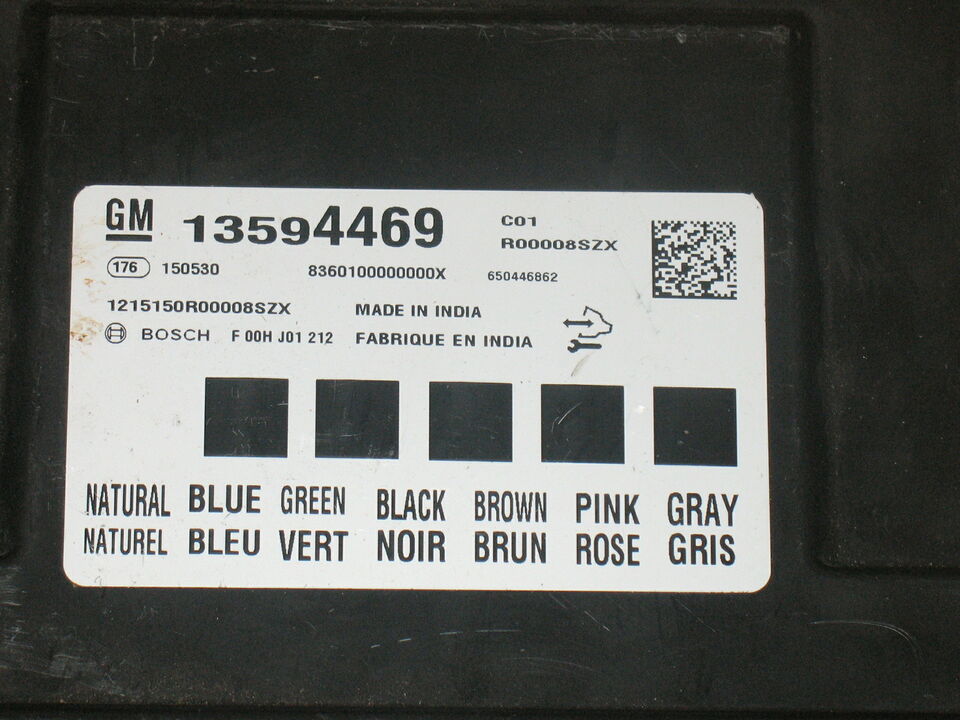 GM 13594469 C01
R00008SZX
176 150530 8360100000000X 650446862
1215150R00008SZX MADE IN INDIA
BOSCH F 00H J01 212 FABRIQUE EN INDIA
NATURAL BLUE GREEN BLACK BROWN PINK GRAY
NATUREL BLEU VERT NOIR BRUN ROSE GRIS